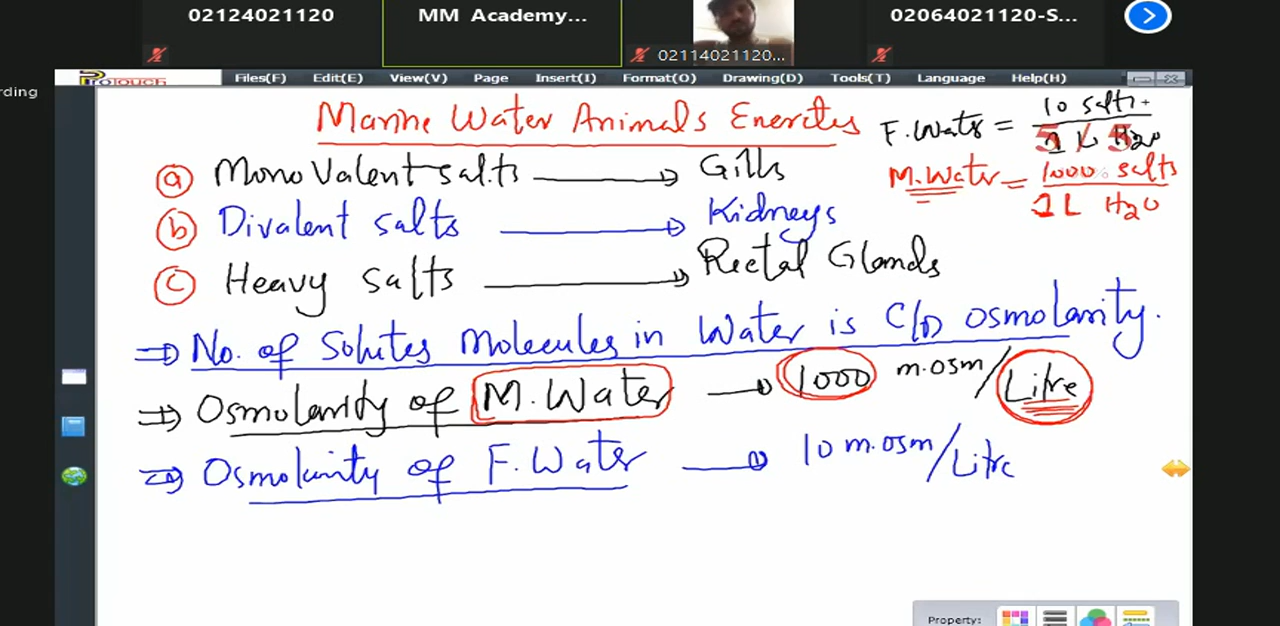 02124021120
MM Academy...
02064021120-S...
02114021120...
rding
ProTouch
Files(F) Edit(E) View(V) Page Insert(I) Format(O) Drawing(D) Tools(T) Language Help(H)
Marine Water Animals Enercites
F. Water = 10 salts
1 L H2O
M. Water = 1000 salts
1 L H2O
(a) Mono Valent salts → Gills
(b) Divalent salts → Kidneys
(c) Heavy salts → Rectal Glands
⇒ No. of Solutes Molecules in Water is C/D osmolarity.
⇒ Osmolarity of M. Water → 1000 m.osm/Litre
⇒ Osmolarity of F. Water → 10 m.osm/Litre
Property: